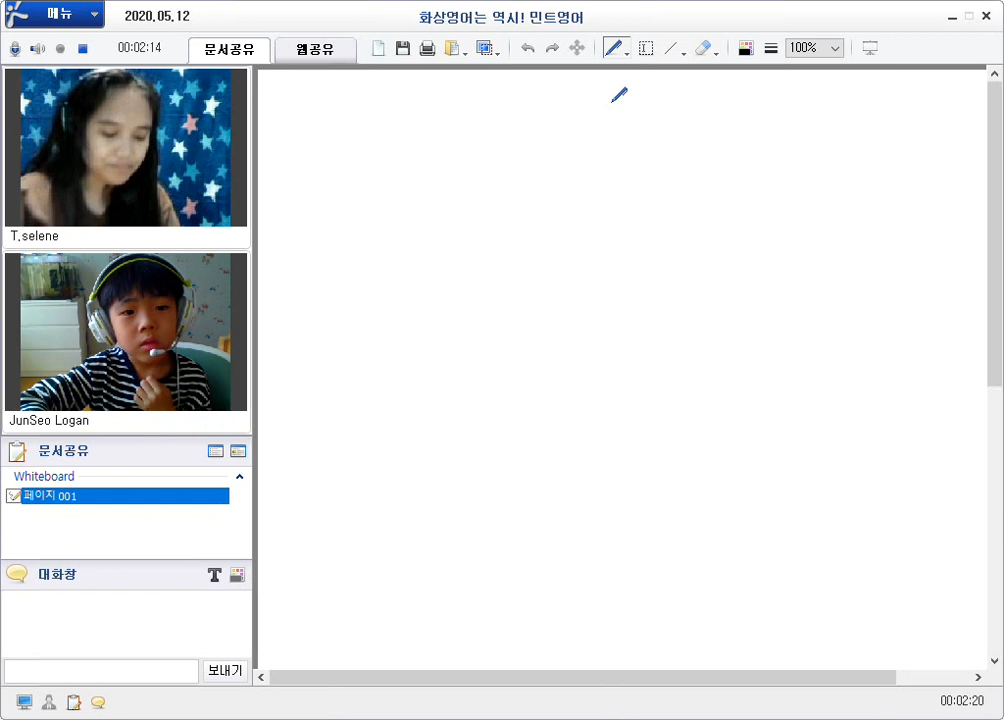 메뉴
2020.05.12
화상영어는 역시! 민트영어
00:02:14
문서공유
웹공유
100%
T.selene
JunSeo Logan
문서공유
Whiteboard
페이지 001
대화창
T
보내기
00:02:20